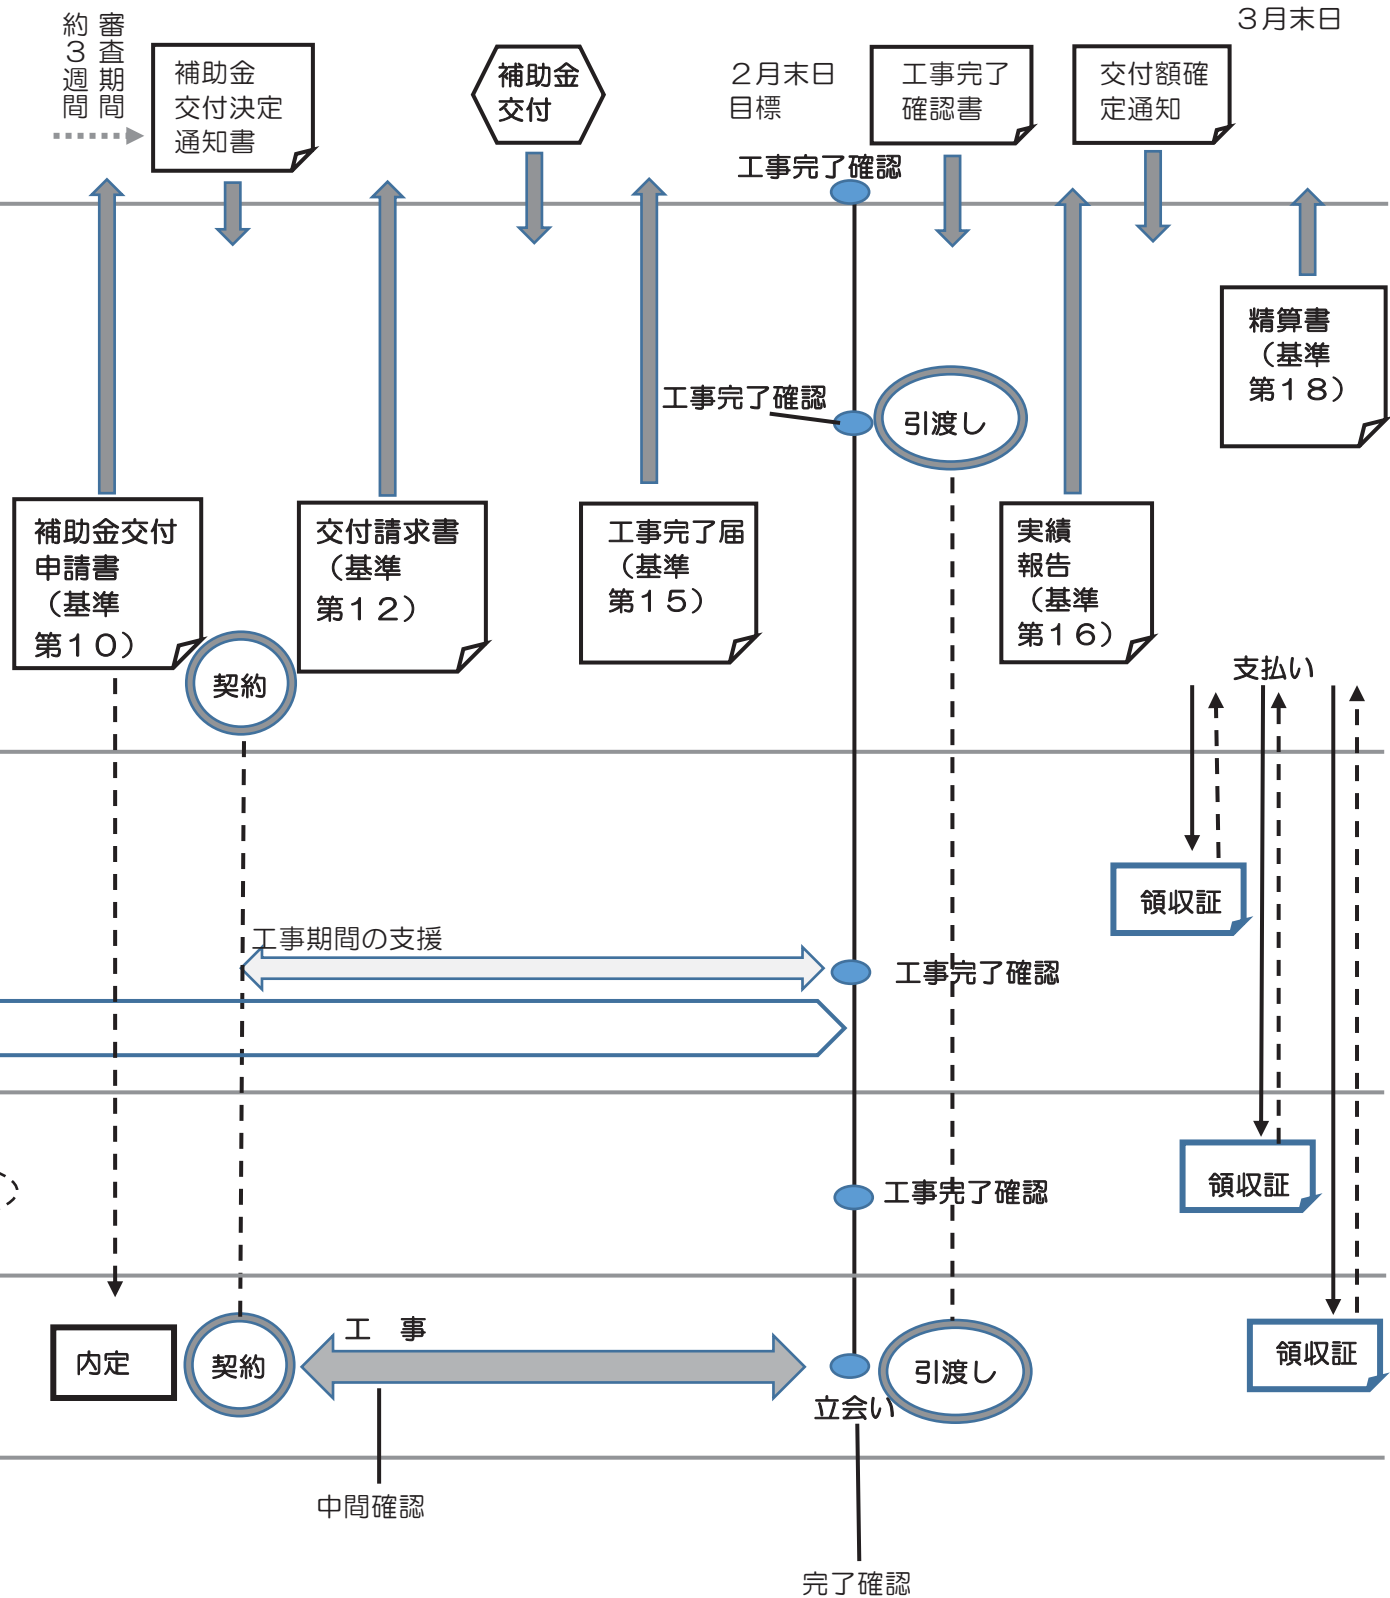 審査期間
約３週間
補助金
交付決定
通知書
補助金
交付
２月末日
目標
工事完了
確認書
交付額確
定通知
３月末日
工事完了確認
精算書
（基準
第１８）
工事完了確認
引渡し
補助金交付
申請書
（基準
第１０）
交付請求書
（基準
第１２）
工事完了届
（基準
第１５）
実績
報告
（基準
第１６）
契約
支払い
領収証
工事期間の支援
工事完了確認
領収証
工事完了確認
内定
契約
工　事
立会い
引渡し
領収証
中間確認
完了確認